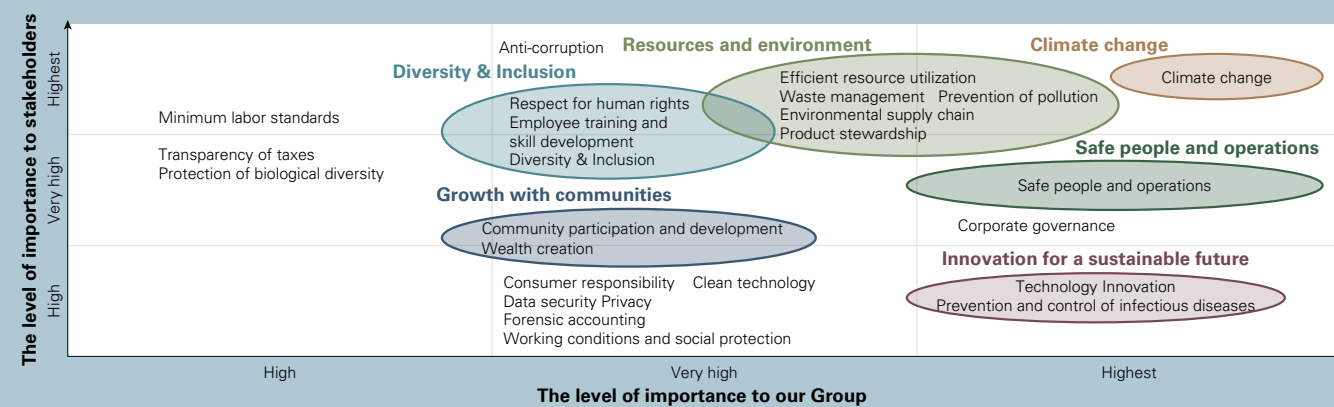 The level of importance to stakeholders
Highest
Very high
High
Anti-corruption
Resources and environment
Climate change
Diversity & Inclusion
Efficient resource utilization
Waste management Prevention of pollution
Environmental supply chain
Product stewardship
Climate change
Respect for human rights
Employee training and
skill development
Diversity & Inclusion
Minimum labor standards
Transparency of taxes
Protection of biological diversity
Safe people and operations
Safe people and operations
Growth with communities
Community participation and development
Wealth creation
Corporate governance
Innovation for a sustainable future
Technology Innovation
Prevention and control of infectious diseases
Consumer responsibility Clean technology
Data security Privacy
Forensic accounting
Working conditions and social protection
High
Very high
Highest
The level of importance to our Group